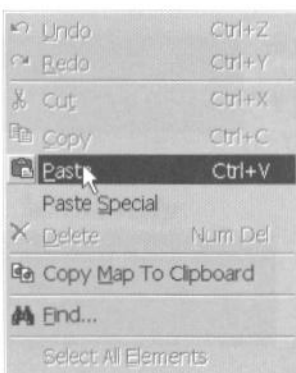 Undo Ctrl+Z
Redo Ctrl+Y
Cut Ctrl+X
Copy Ctrl+C
Paste Ctrl+V
Paste Special
Delete Num Del
Copy Map To Clipboard
Find...
Select All Elements